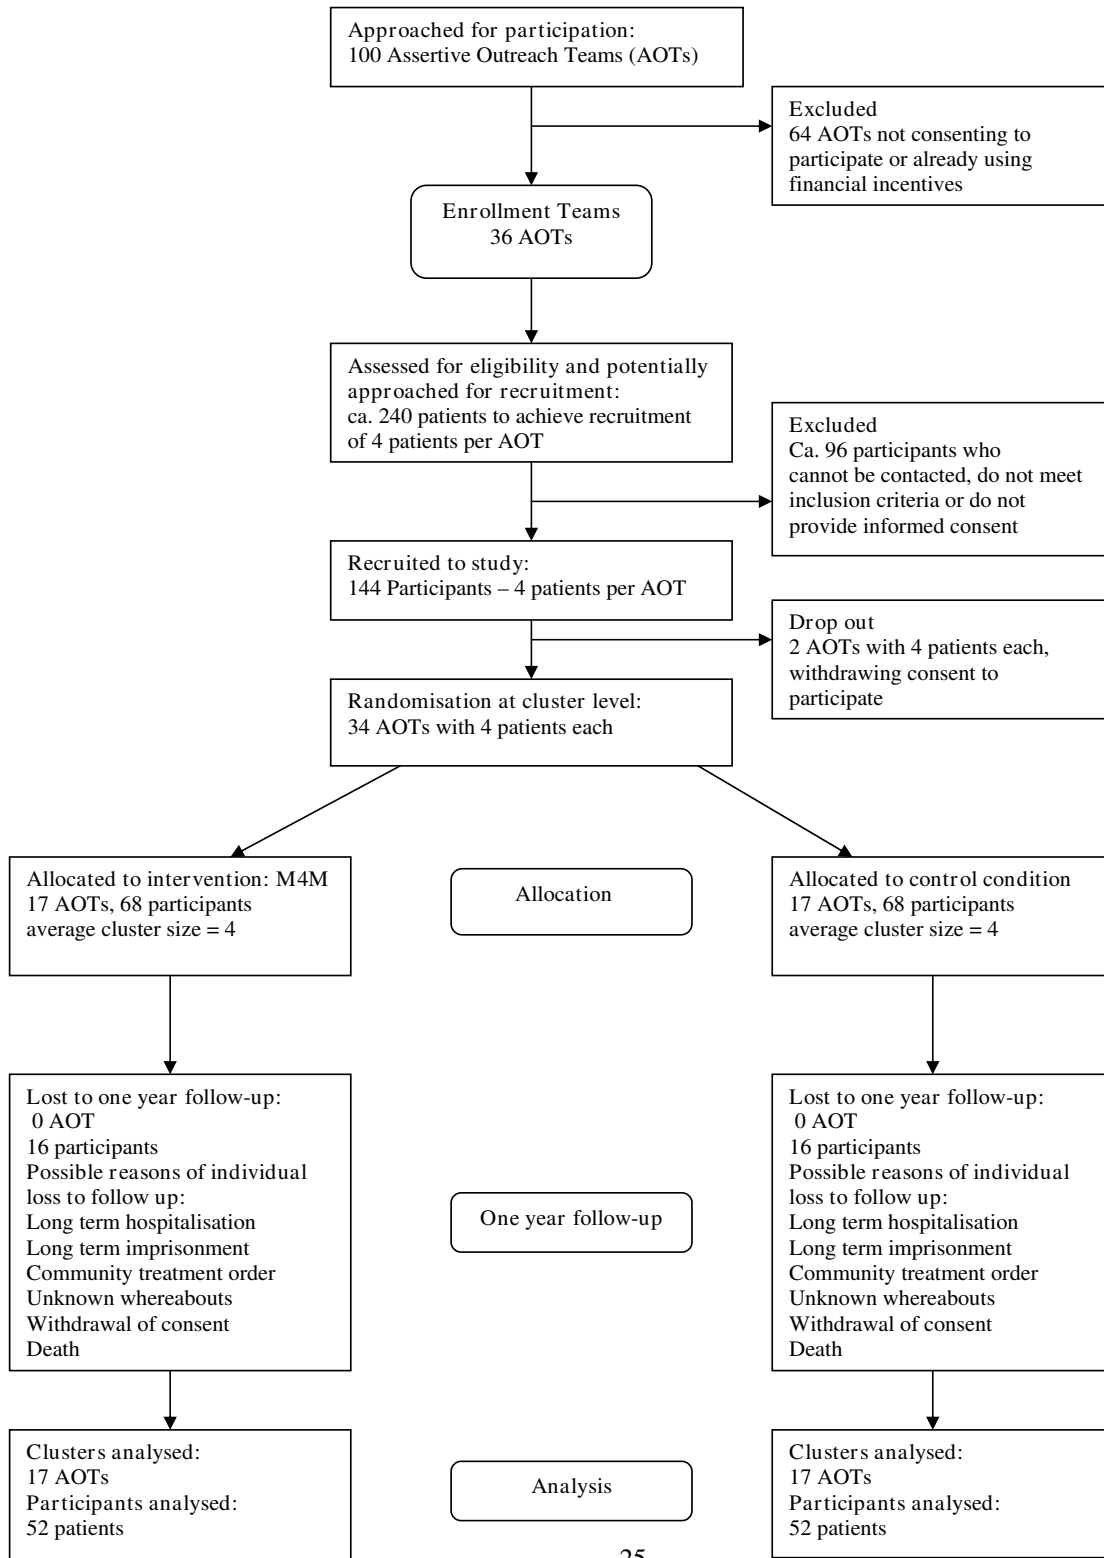 Approached for participation:
100 Assertive Outreach Teams (AOTs)
Excluded
64 AOTs not consenting to
participate or already using
financial incentives
Enrollment Teams
36 AOTs
Assessed for eligibility and potentially
approached for recruitment:
ca. 240 patients to achieve recruitment
of 4 patients per AOT
Excluded
Ca. 96 participants who
cannot be contacted, do not meet
inclusion criteria or do not
provide informed consent
Recruited to study:
144 Participants – 4 patients per AOT
Drop out
2 AOTs with 4 patients each,
withdrawing consent to
participate
Randomisation at cluster level:
34 AOTs with 4 patients each
Allocated to intervention: M4M
17 AOTs, 68 participants
average cluster size = 4
Allocation
Allocated to control condition
17 AOTs, 68 participants
average cluster size = 4
Lost to one year follow-up:
0 AOT
16 participants
Possible reasons of individual
loss to follow up:
Long term hospitalisation
Long term imprisonment
Community treatment order
Unknown whereabouts
Withdrawal of consent
Death
One year follow-up
Lost to one year follow-up:
0 AOT
16 participants
Possible reasons of individual
loss to follow up:
Long term hospitalisation
Long term imprisonment
Community treatment order
Unknown whereabouts
Withdrawal of consent
Death
Clusters analysed:
17 AOTs
Participants analysed:
52 patients
Analysis
Clusters analysed:
17 AOTs
Participants analysed:
52 patients
25